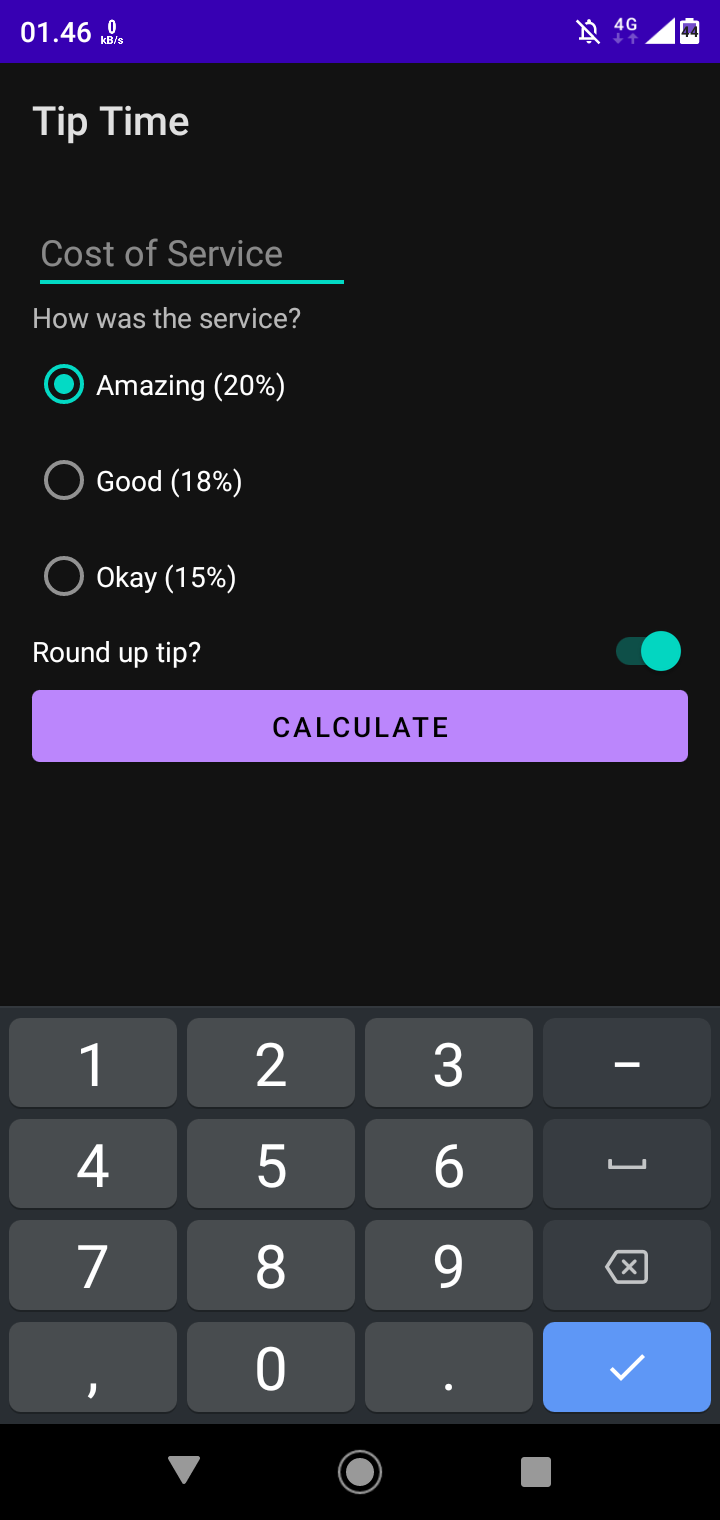 01.46 0 kB/s 4G 44
Tip Time
Cost of Service
How was the service?
Amazing (20%)
Good (18%)
Okay (15%)
Round up tip?
CALCULATE
1 2 3 –
4 5 6
7 8 9
, 0 .